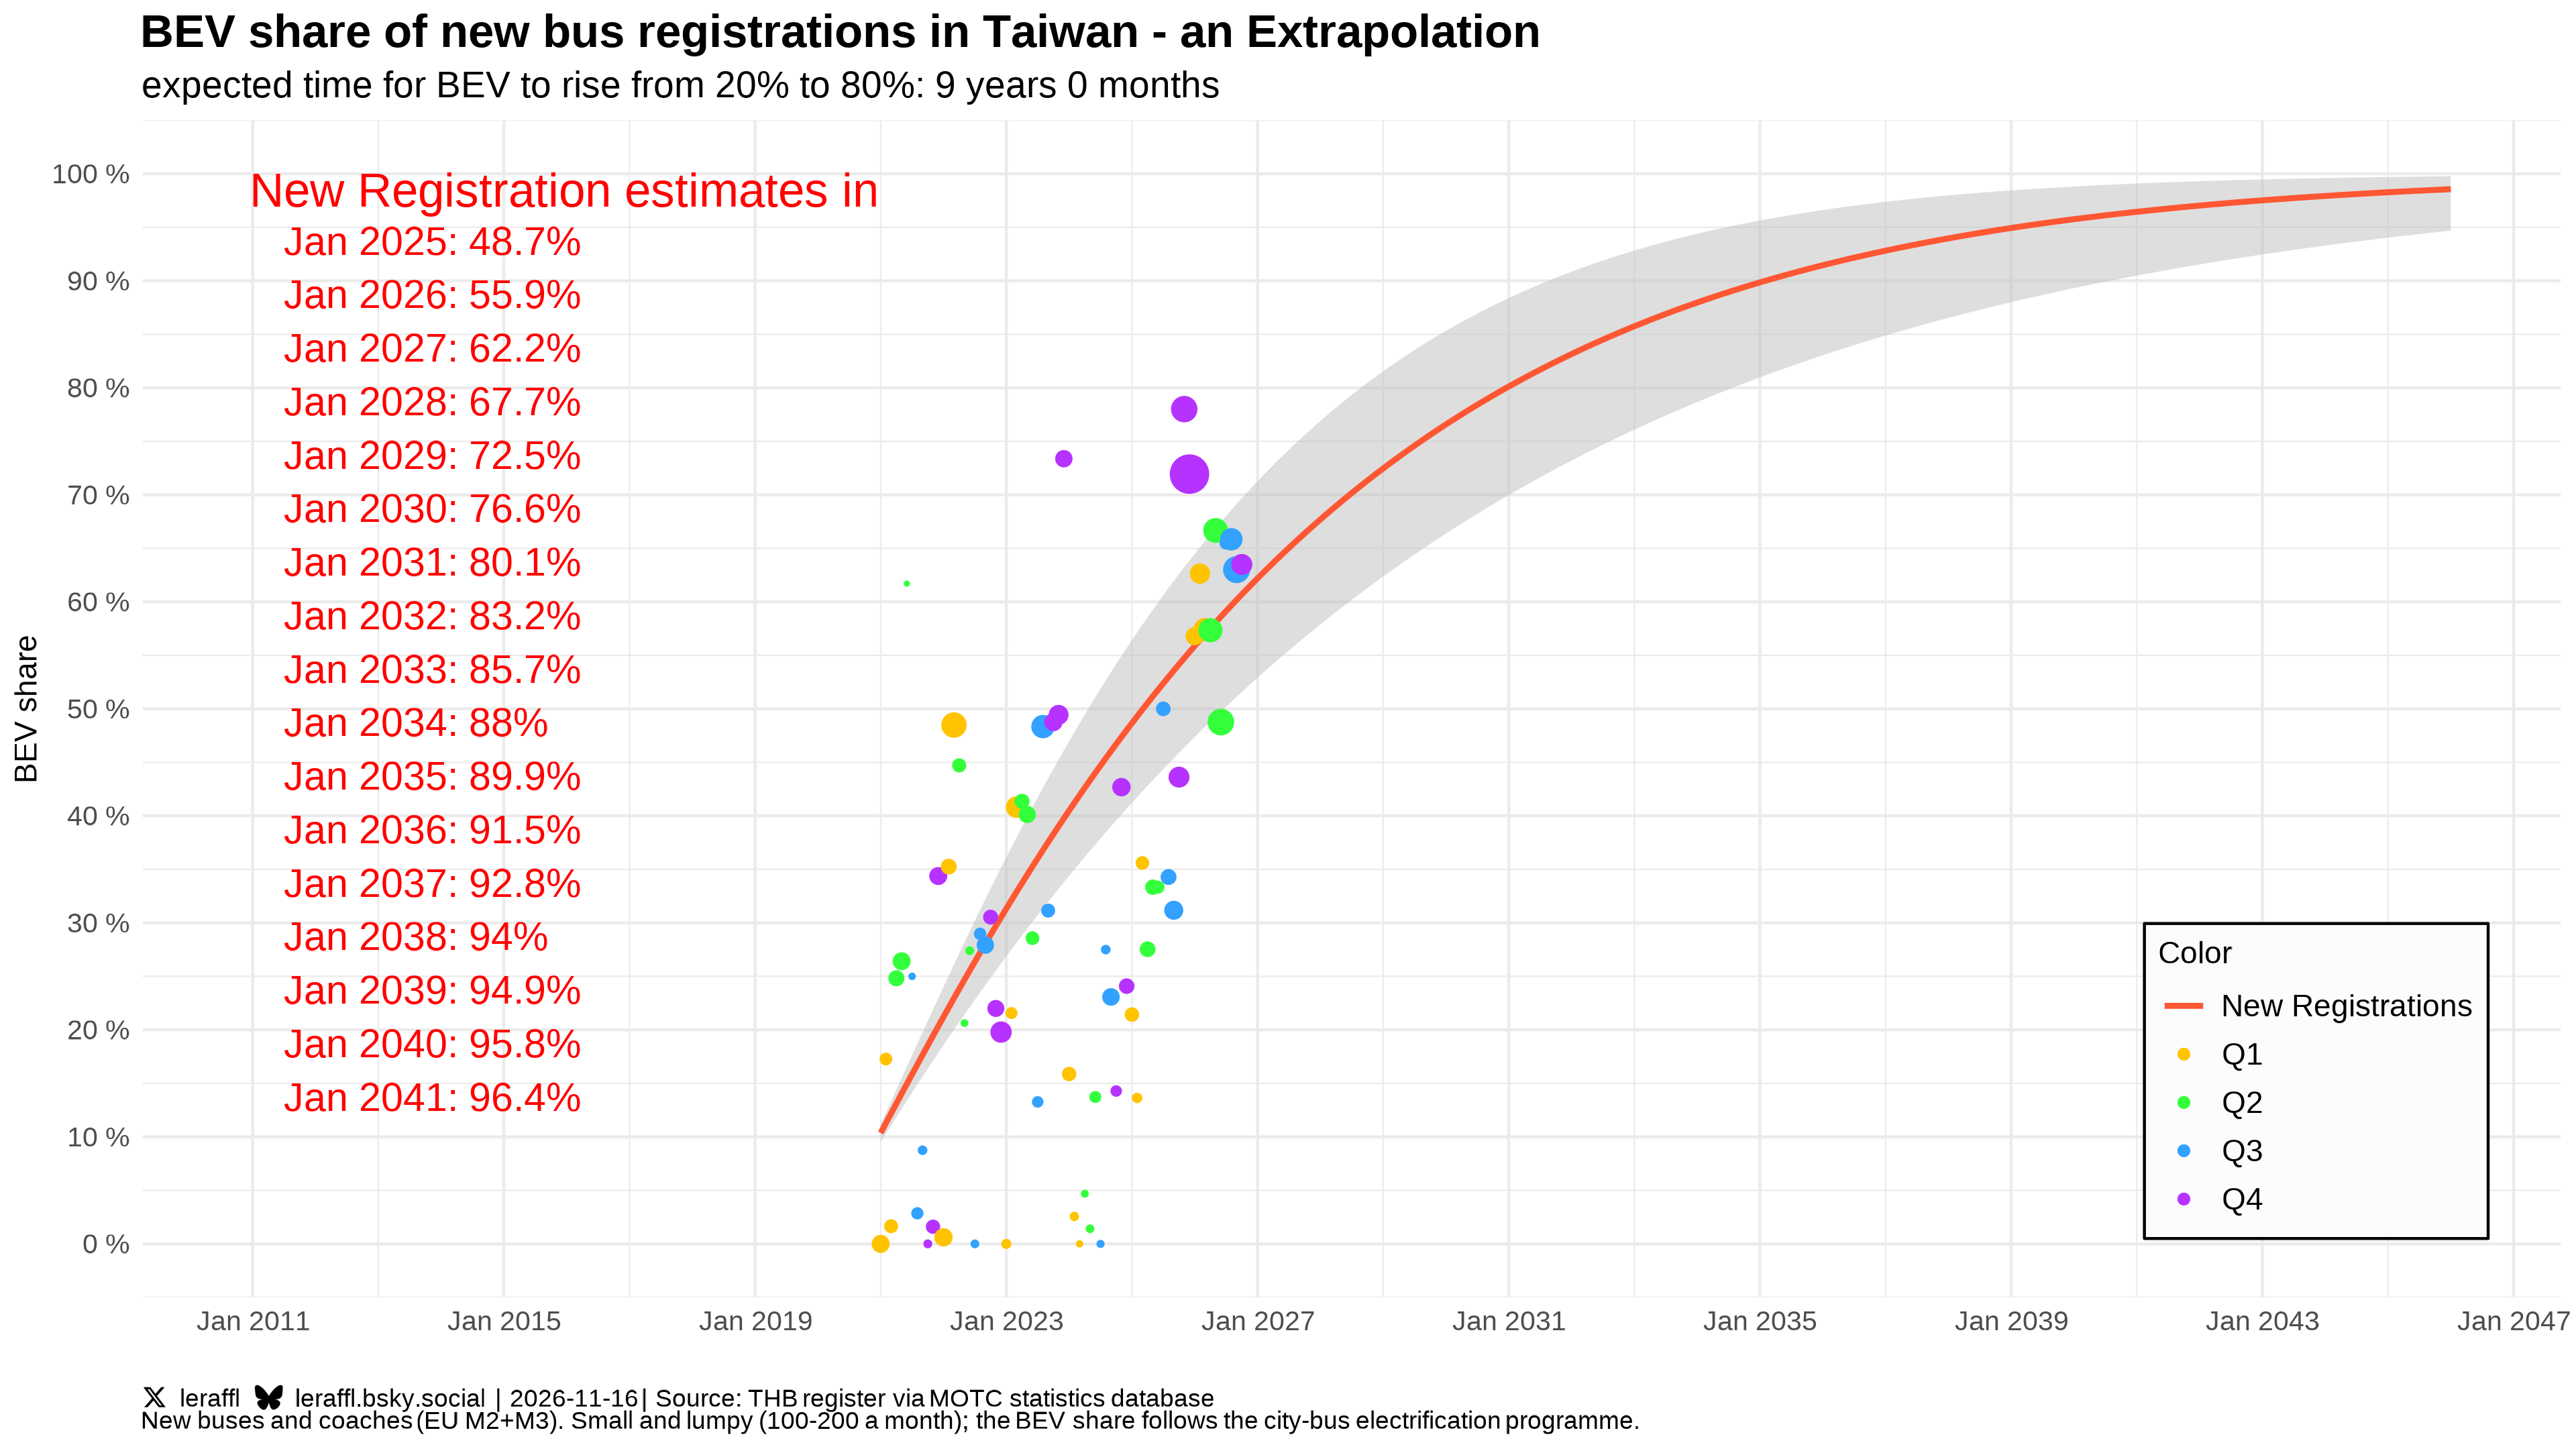 BEV share of new bus registrations in Taiwan - an Extrapolation
expected time for BEV to rise from 20% to 80%: 9 years 0 months
BEV share
100 %
90 %
80 %
70 %
60 %
50 %
40 %
30 %
20 %
10 %
0 %
New Registration estimates in
Jan 2025: 48.7%
Jan 2026: 55.9%
Jan 2027: 62.2%
Jan 2028: 67.7%
Jan 2029: 72.5%
Jan 2030: 76.6%
Jan 2031: 80.1%
Jan 2032: 83.2%
Jan 2033: 85.7%
Jan 2034: 88%
Jan 2035: 89.9%
Jan 2036: 91.5%
Jan 2037: 92.8%
Jan 2038: 94%
Jan 2039: 94.9%
Jan 2040: 95.8%
Jan 2041: 96.4%
Color
New Registrations
Q1
Q2
Q3
Q4
Jan 2011 Jan 2015 Jan 2019 Jan 2023 Jan 2027 Jan 2031 Jan 2035 Jan 2039 Jan 2043 Jan 2047
leraffl leraffl.bsky.social | 2026-11-16| Source: THB register via MOTC statistics database
New buses and coaches (EU M2+M3). Small and lumpy (100-200 a month); the BEV share follows the city-bus electrification programme.